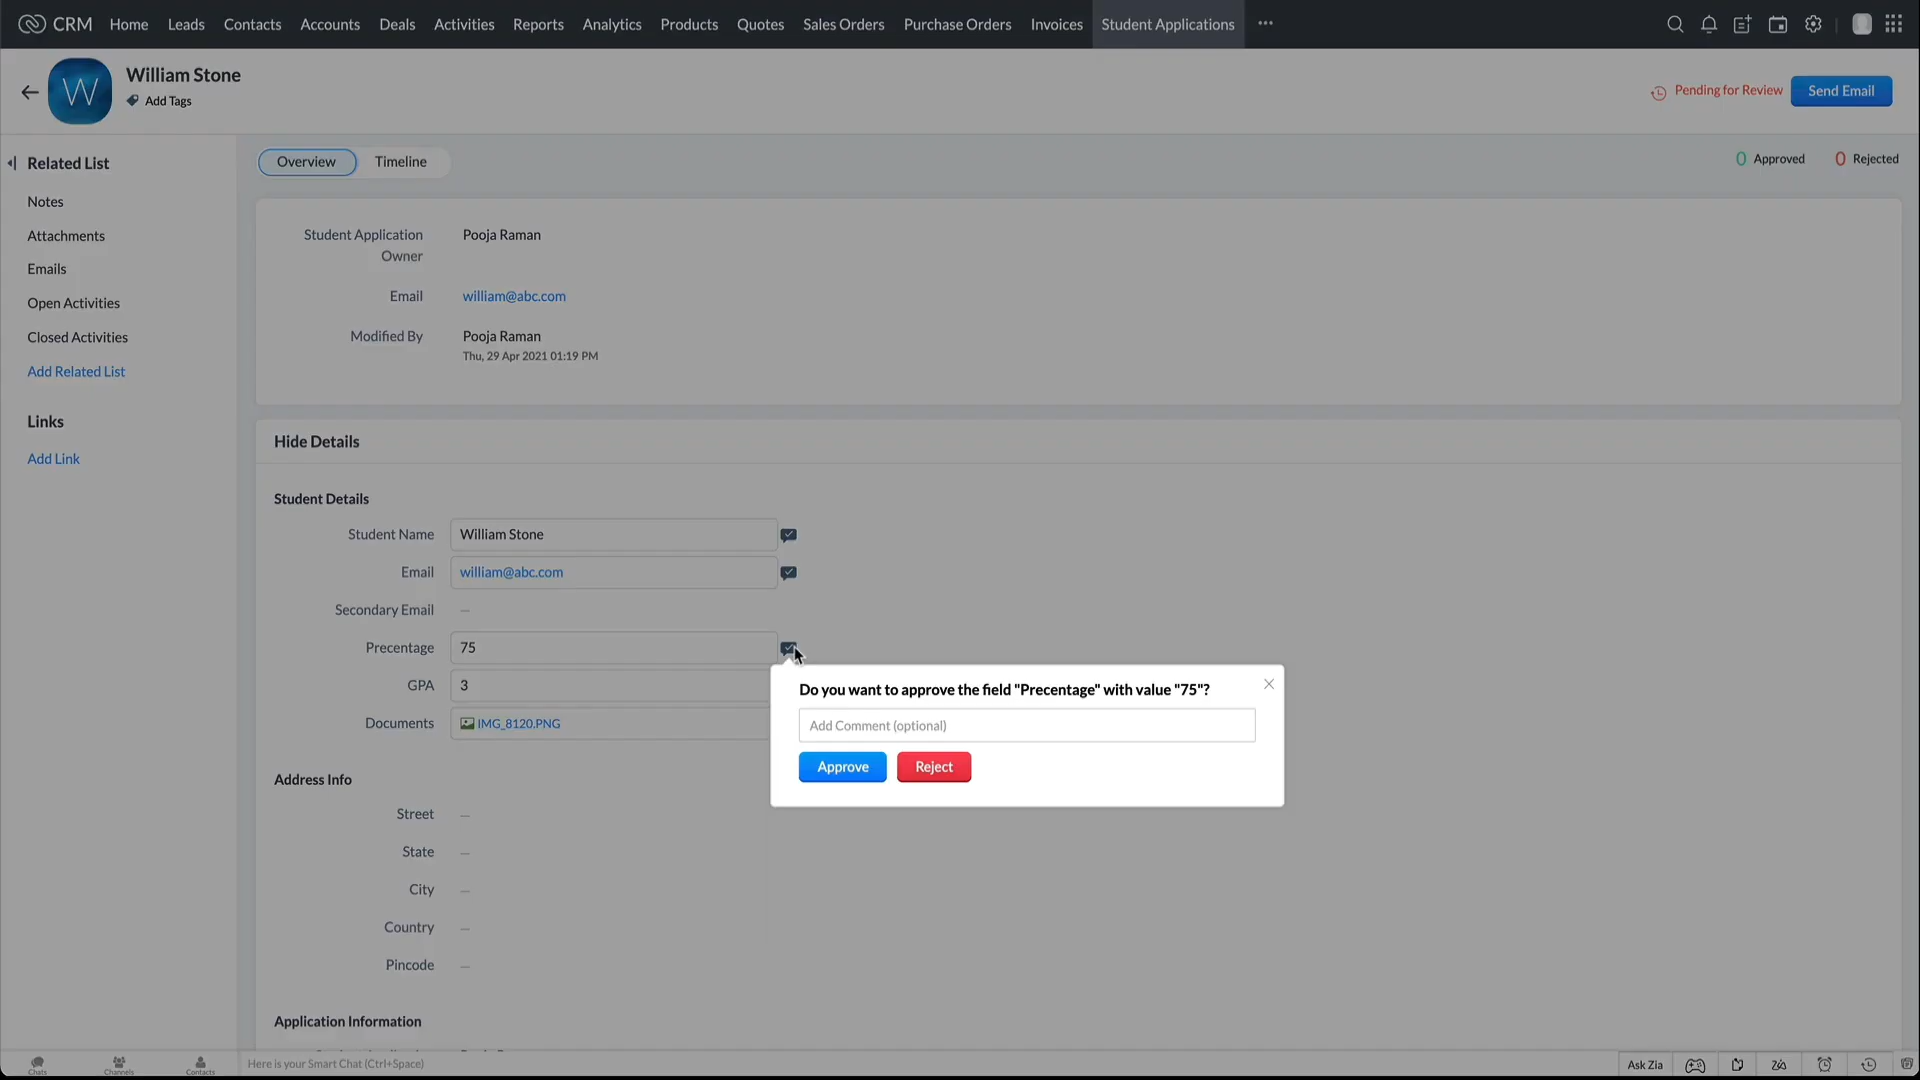 CRM Home Leads Contacts Accounts Deals Activities Reports Analytics Products Quotes Sales Orders Purchase Orders Invoices Student Applications ...
W
William Stone
Add Tags
Pending for Review
Send Email
Related List
Notes
Attachments
Emails
Open Activities
Closed Activities
Add Related List
Links
Add Link
Overview Timeline
0 Approved 0 Rejected
Student Application Owner Pooja Raman
Email william@abc.com
Modified By Pooja Raman
Thu, 29 Apr 2021 01:19 PM
Hide Details
Student Details
Student Name William Stone
Email william@abc.com
Secondary Email —
Precentage 75
GPA 3
Documents IMG_8120.PNG
Do you want to approve the field "Precentage" with value "75"?
Add Comment (optional)
Approve Reject
Address Info
Street —
State —
City —
Country —
Pincode —
Application Information
Chats Channels Contacts
Here is your Smart Chat (Ctrl+Space)
Ask Zia